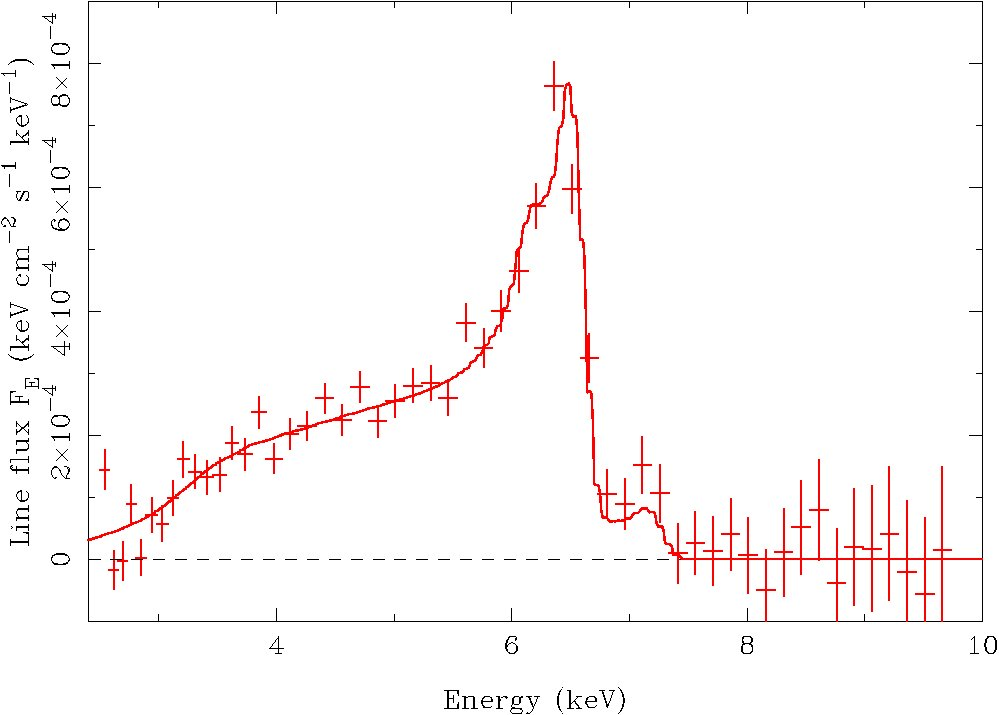 Line flux F_E (keV cm⁻² s⁻¹ keV⁻¹)
8×10⁻⁴
6×10⁻⁴
4×10⁻⁴
2×10⁻⁴
0
4 6 8 10
Energy (keV)